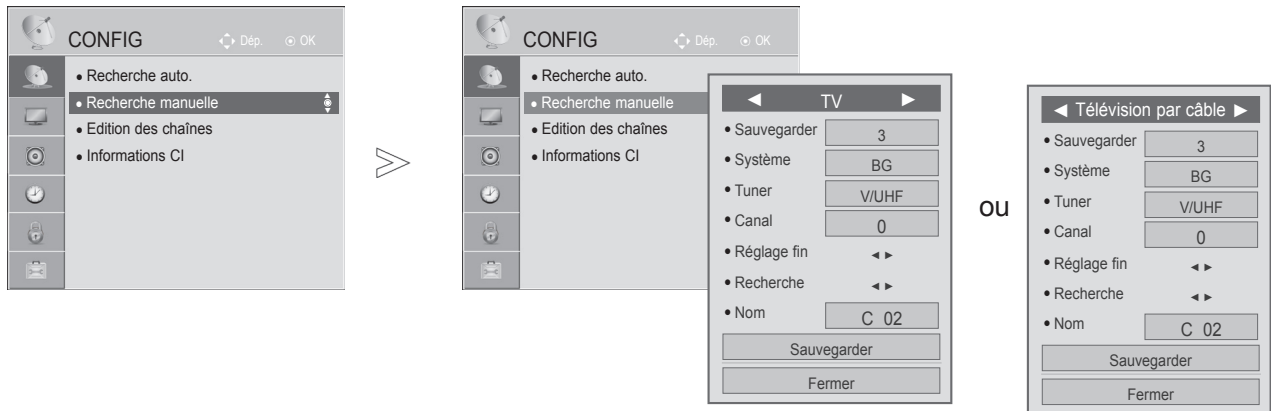 CONFIG
Dép. OK
• Recherche auto.
• Recherche manuelle
• Edition des chaînes
• Informations CI
CONFIG
Dép. OK
• Recherche auto.
• Recherche manuelle
• Edition des chaînes
• Informations CI
◄ TV ►
• Sauvegarder 3
• Système BG
• Tuner V/UHF
• Canal 0
• Réglage fin ◄ ►
• Recherche ◄ ►
• Nom C 02
Sauvegarder
Fermer
ou
◄ Télévision par câble ►
• Sauvegarder 3
• Système BG
• Tuner V/UHF
• Canal 0
• Réglage fin ◄ ►
• Recherche ◄ ►
• Nom C 02
Sauvegarder
Fermer